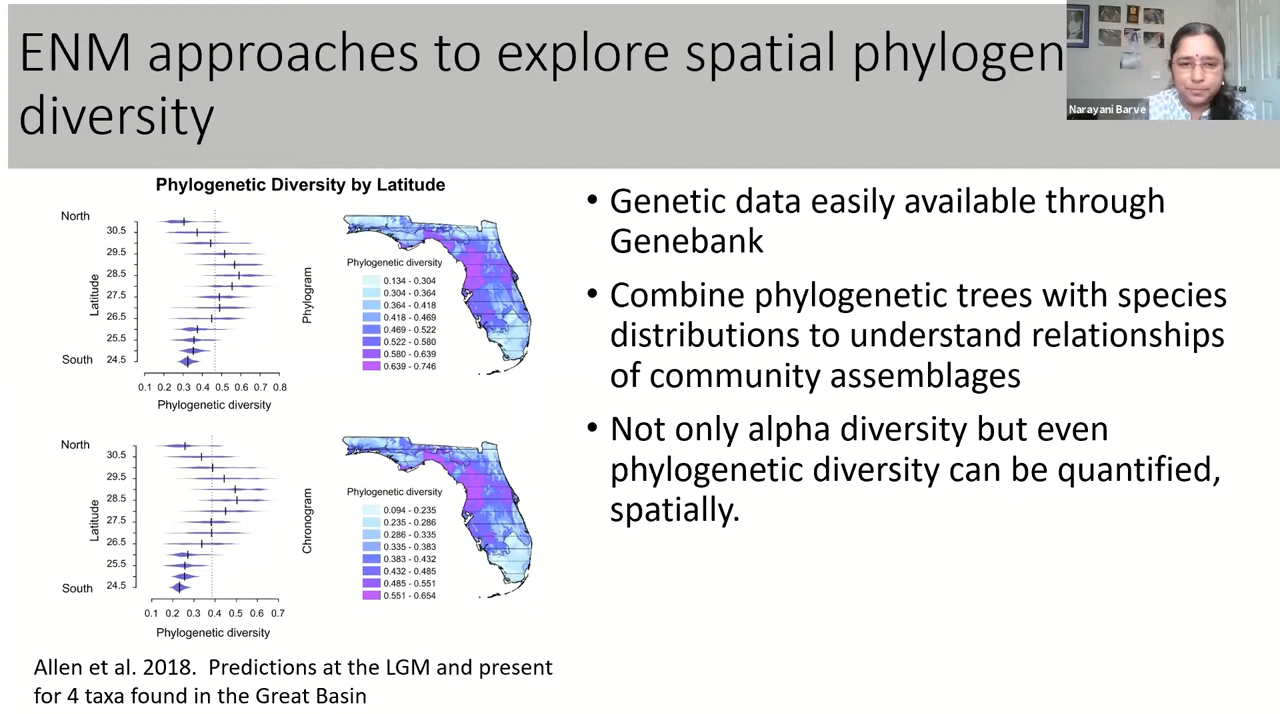 ENM approaches to explore spatial phylogen
diversity
Narayani Barve
Phylogenetic Diversity by Latitude
North
30.5
29.5
28.5
27.5
26.5
25.5
24.5
South
Latitude
0.1 0.2 0.3 0.4 0.5 0.6 0.7 0.8
Phylogenetic diversity
Phylogram
Phylogenetic diversity
0.134 - 0.304
0.304 - 0.364
0.364 - 0.418
0.418 - 0.469
0.469 - 0.522
0.522 - 0.580
0.580 - 0.639
0.639 - 0.746
North
30.5
29.5
28.5
27.5
26.5
25.5
24.5
South
Latitude
0.1 0.2 0.3 0.4 0.5 0.6 0.7
Phylogenetic diversity
Chronogram
Phylogenetic diversity
0.094 - 0.235
0.235 - 0.286
0.286 - 0.335
0.335 - 0.383
0.383 - 0.432
0.432 - 0.485
0.485 - 0.551
0.551 - 0.654
Allen et al. 2018. Predictions at the LGM and present
for 4 taxa found in the Great Basin
• Genetic data easily available through
Genebank
• Combine phylogenetic trees with species
distributions to understand relationships
of community assemblages
• Not only alpha diversity but even
phylogenetic diversity can be quantified,
spatially.